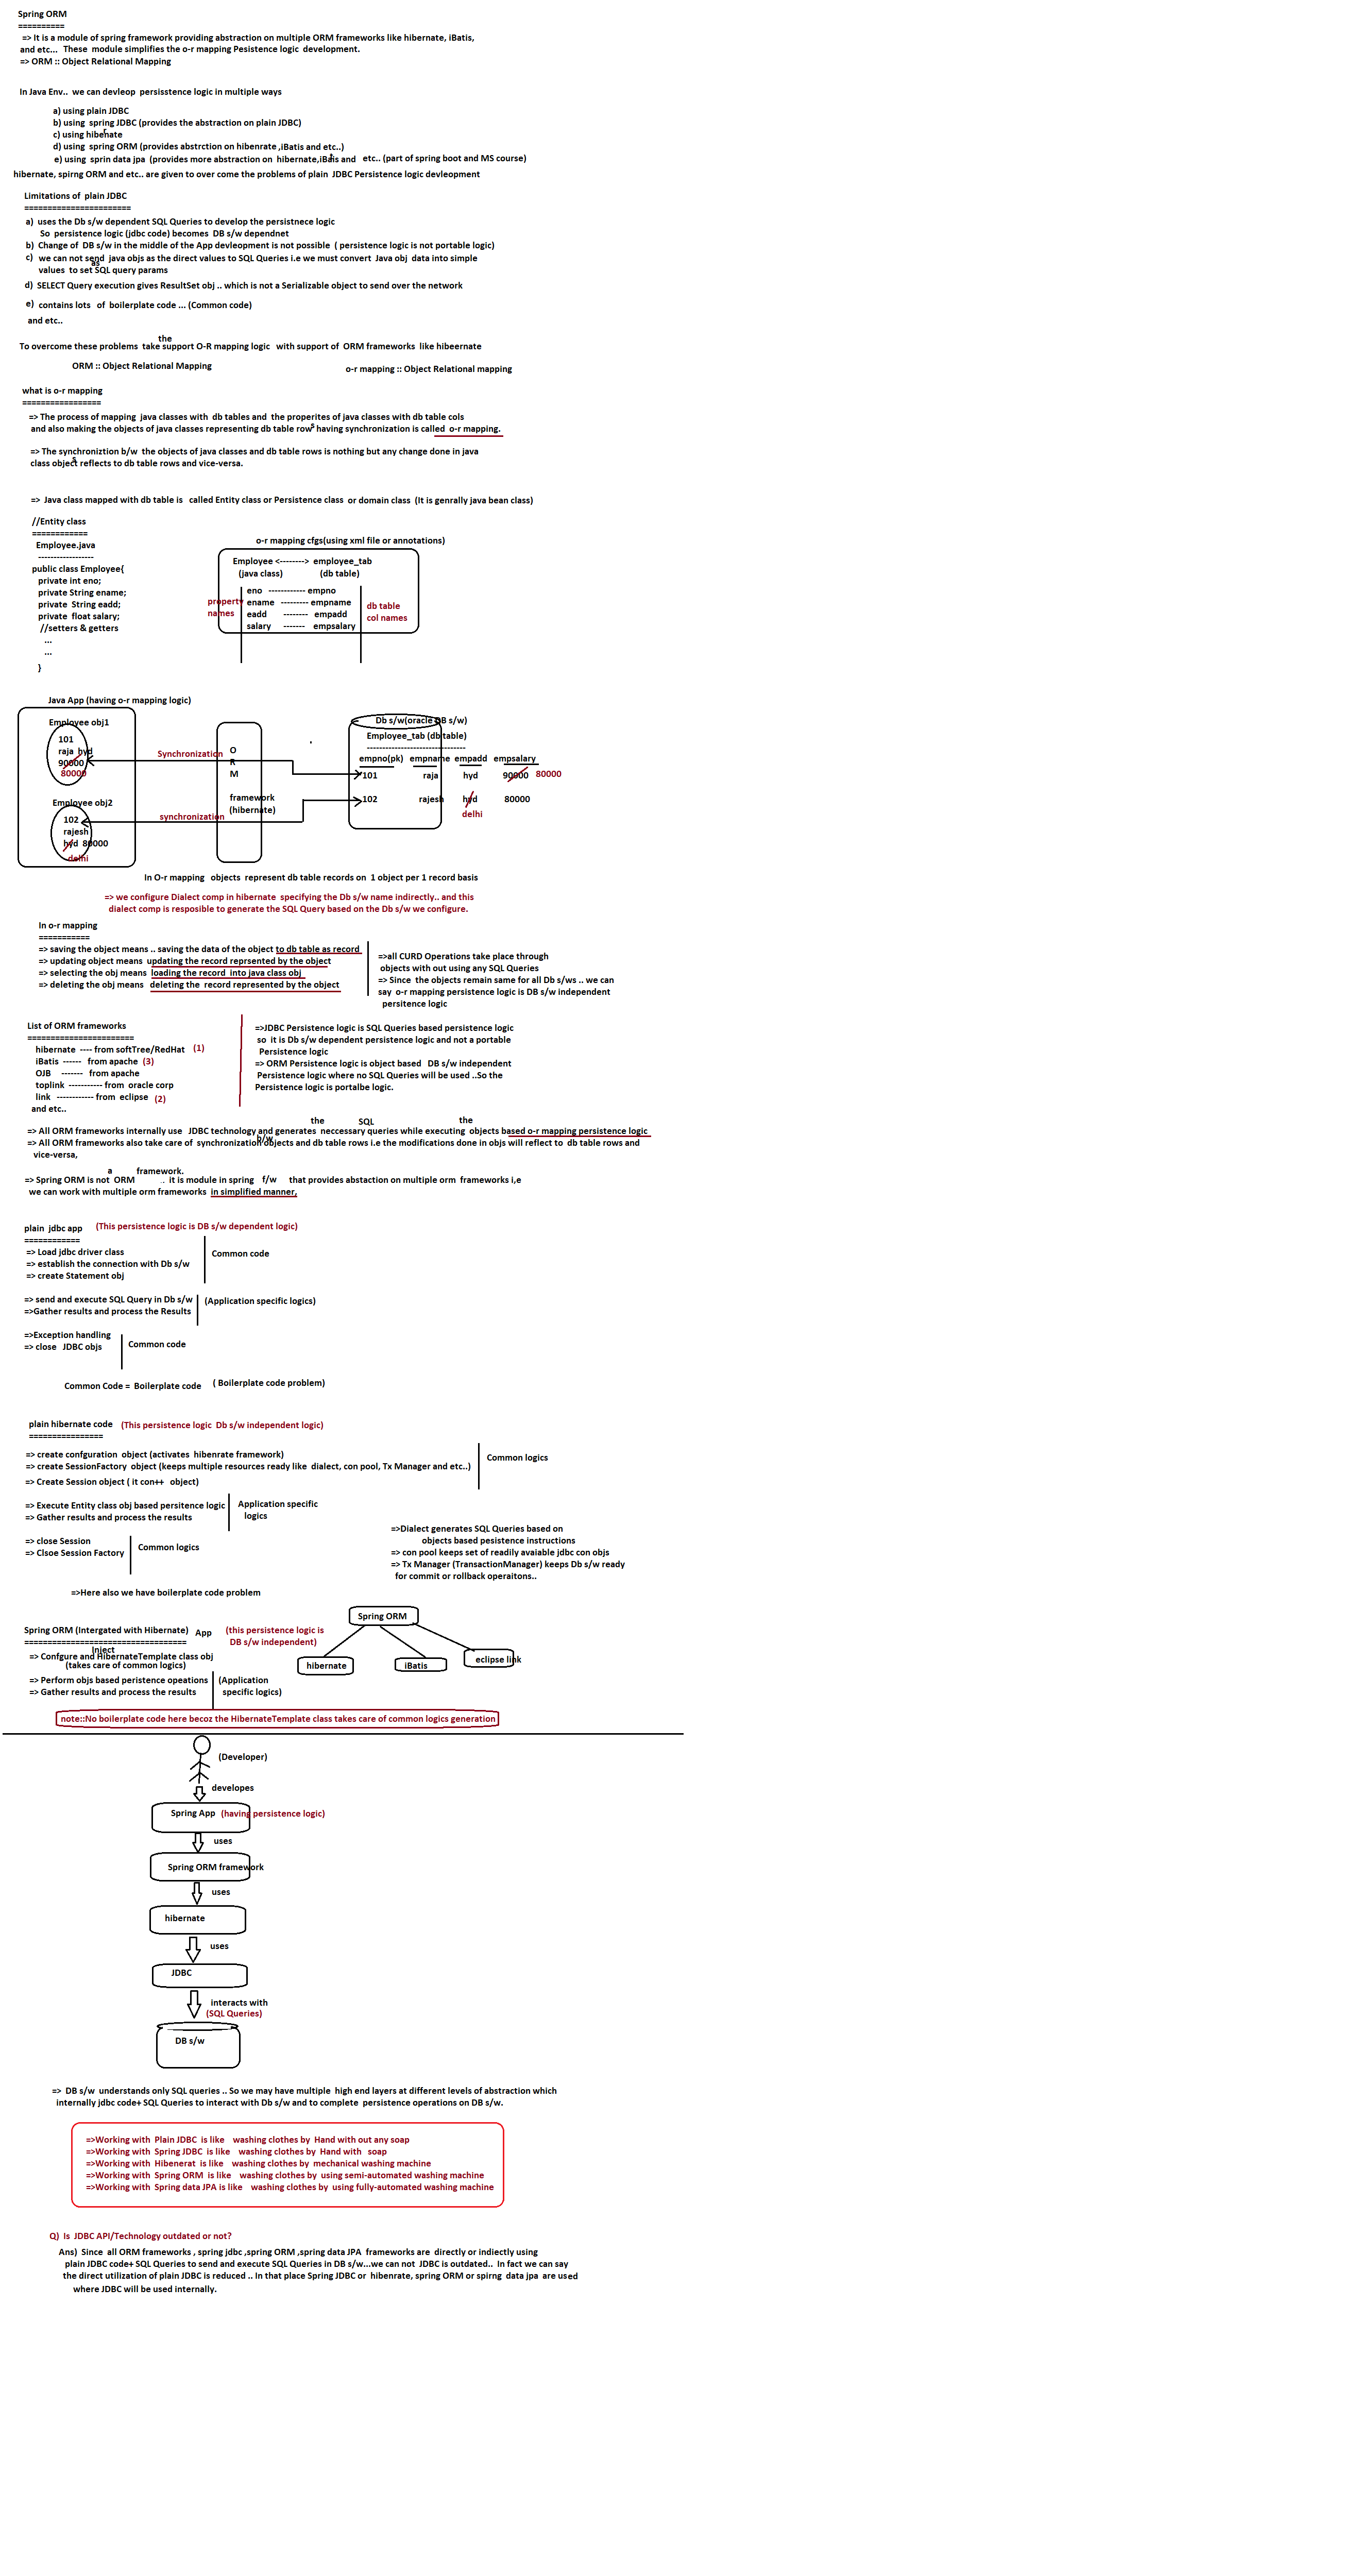 Spring ORM
==========
=> It is a module of spring framework providing abstraction on multiple ORM frameworks like hibernate, iBatis,
and etc... These module simplifies the o-r mapping Pesistence logic development.
=> ORM :: Object Relational Mapping
In Java Env.. we can devleop persisstence logic in multiple ways
a) using plain JDBC
b) using spring JDBC (provides the abstraction on plain JDBC)
c) using hibernate
d) using spring ORM (provides abstrction on hibenrate ,iBatis and etc..)
e) using sprin data jpa (provides more abstraction on hibernate,iBatis and etc.. (part of spring boot and MS course)
hibernate, spirng ORM and etc.. are given to over come the problems of plain JDBC Persistence logic devleopment
Limitations of plain JDBC
=======================
a) uses the Db s/w dependent SQL Queries to develop the persistnece logic
So persistence logic (jdbc code) becomes DB s/w dependnet
b) Change of DB s/w in the middle of the App devleopment is not possible ( persistence logic is not portable logic)
c) we can not send java objs as the direct values to SQL Queries i.e we must convert Java obj data into simple
values to set as SQL query params
d) SELECT Query execution gives ResultSet obj .. which is not a Serializable object to send over the network
e) contains lots of boilerplate code ... (Common code)
and etc..
To overcome these problems take the support O-R mapping logic with support of ORM frameworks like hibeernate
ORM :: Object Relational Mapping
o-r mapping :: Object Relational mapping
what is o-r mapping
=================
=> The process of mapping java classes with db tables and the properites of java classes with db table cols
and also making the objects of java classes representing db table rows having synchronization is called o-r mapping.
=> The synchroniztion b/w the objects of java classes and db table rows is nothing but any change done in java
class objects reflects to db table rows and vice-versa.
=> Java class mapped with db table is called Entity class or Persistence class or domain class (It is genrally java bean class)
//Entity class
============
Employee.java
------------------
public class Employee{
private int eno;
private String ename;
private String eadd;
private float salary;
//setters & getters
...
...
}
o-r mapping cfgs(using xml file or annotations)
Employee <--------> employee_tab
(java class) (db table)
eno ------------ empno
ename --------- empname
eadd -------- empadd
salary ------- empsalary
property
names
db table
col names
Java App (having o-r mapping logic)
Employee obj1
101
raja hyd
90000
80000
Employee obj2
102
rajesh
hyd 80000
delhi
Synchronization
synchronization
O
R
M
framework
(hibernate)
Db s/w(oracle DB s/w)
Employee_tab (db table)
--------------------------------
empno(pk) empname empadd empsalary
101 raja hyd 90000 80000
102 rajesh hyd 80000
delhi
In O-r mapping objects represent db table records on 1 object per 1 record basis
=> we configure Dialect comp in hibernate specifying the Db s/w name indirectly.. and this
dialect comp is resposible to generate the SQL Query based on the Db s/w we configure.
In o-r mapping
===========
=> saving the object means .. saving the data of the object to db table as record
=> updating object means updating the record reprsented by the object
=> selecting the obj means loading the record into java class obj
=> deleting the obj means deleting the record represented by the object
=>all CURD Operations take place through
objects with out using any SQL Queries
=> Since the objects remain same for all Db s/ws .. we can
say o-r mapping persistence logic is DB s/w independent
persitence logic
List of ORM frameworks
=======================
hibernate ---- from softTree/RedHat (1)
iBatis ------ from apache (3)
OJB ------- from apache
toplink ----------- from oracle corp
link ------------ from eclipse (2)
and etc..
=>JDBC Persistence logic is SQL Queries based persistence logic
so it is Db s/w dependent persistence logic and not a portable
Persistence logic
=> ORM Persistence logic is object based DB s/w independent
Persistence logic where no SQL Queries will be used ..So the
Persistence logic is portalbe logic.
=> All ORM frameworks internally use JDBC technology and generates the neccessary SQL queries while executing the objects based o-r mapping persistence logic
=> All ORM frameworks also take care of synchronization b/w objects and db table rows i.e the modifications done in objs will reflect to db table rows and
vice-versa,
=> Spring ORM is not a ORM framework. .. it is module in spring f/w that provides abstaction on multiple orm frameworks i,e
we can work with multiple orm frameworks in simplified manner,
plain jdbc app (This persistence logic is DB s/w dependent logic)
============
=> Load jdbc driver class
=> establish the connection with Db s/w
=> create Statement obj
Common code
=> send and execute SQL Query in Db s/w
=>Gather results and process the Results
(Application specific logics)
=>Exception handling
=> close JDBC objs
Common code
Common Code = Boilerplate code ( Boilerplate code problem)
plain hibernate code (This persistence logic Db s/w independent logic)
================
=> create confguration object (activates hibenrate framework)
=> create SessionFactory object (keeps multiple resources ready like dialect, con pool, Tx Manager and etc..)
=> Create Session object ( it con++ object)
Common logics
=> Execute Entity class obj based persitence logic
=> Gather results and process the results
Application specific
logics
=> close Session
=> Clsoe Session Factory
Common logics
=>Dialect generates SQL Queries based on
objects based pesistence instructions
=> con pool keeps set of readily avaiable jdbc con objs
=> Tx Manager (TransactionManager) keeps Db s/w ready
for commit or rollback operaitons..
=>Here also we have boilerplate code problem
Spring ORM (Intergated with Hibernate) App (this persistence logic is
DB s/w independent)
===================================
=> Confgure and Inject HibernateTemplate class obj
(takes care of common logics)
=> Perform objs based peristence opeations
=> Gather results and process the results
(Application
specific logics)
Spring ORM
hibernate
iBatis
eclipse link
note::No boilerplate code here becoz the HibernateTemplate class takes care of common logics generation
(Developer)
developes
Spring App (having persistence logic)
uses
Spring ORM framework
uses
hibernate
uses
JDBC
interacts with
(SQL Queries)
DB s/w
=> DB s/w understands only SQL queries .. So we may have multiple high end layers at different levels of abstraction which
internally jdbc code+ SQL Queries to interact with Db s/w and to complete persistence operations on DB s/w.
=>Working with Plain JDBC is like washing clothes by Hand with out any soap
=>Working with Spring JDBC is like washing clothes by Hand with soap
=>Working with Hibenerat is like washing clothes by mechanical washing machine
=>Working with Spring ORM is like washing clothes by using semi-automated washing machine
=>Working with Spring data JPA is like washing clothes by using fully-automated washing machine
Q) Is JDBC API/Technology outdated or not?
Ans) Since all ORM frameworks , spring jdbc ,spring ORM ,spring data JPA frameworks are directly or indiectly using
plain JDBC code+ SQL Queries to send and execute SQL Queries in DB s/w...we can not JDBC is outdated.. In fact we can say
the direct utilization of plain JDBC is reduced .. In that place Spring JDBC or hibenrate, spring ORM or spirng data jpa are used
where JDBC will be used internally.